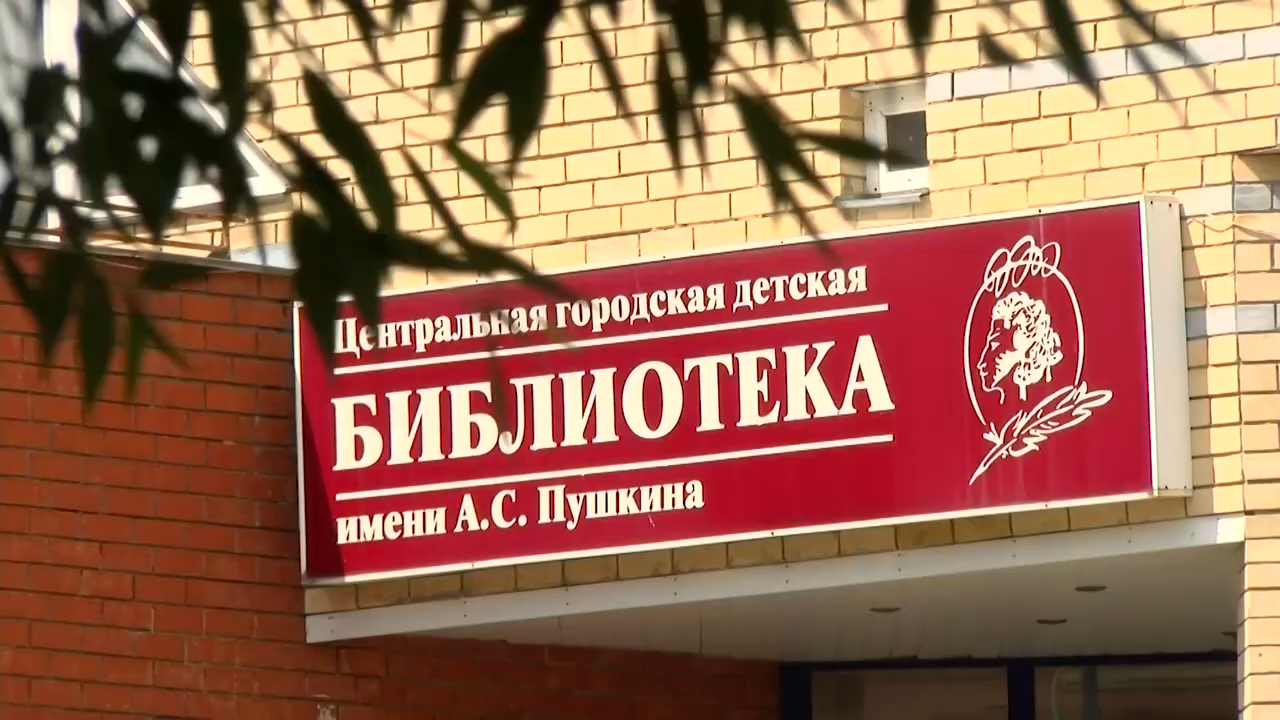 Центральная городская детская
БИБЛИОТЕКА
имени А.С. Пушкина